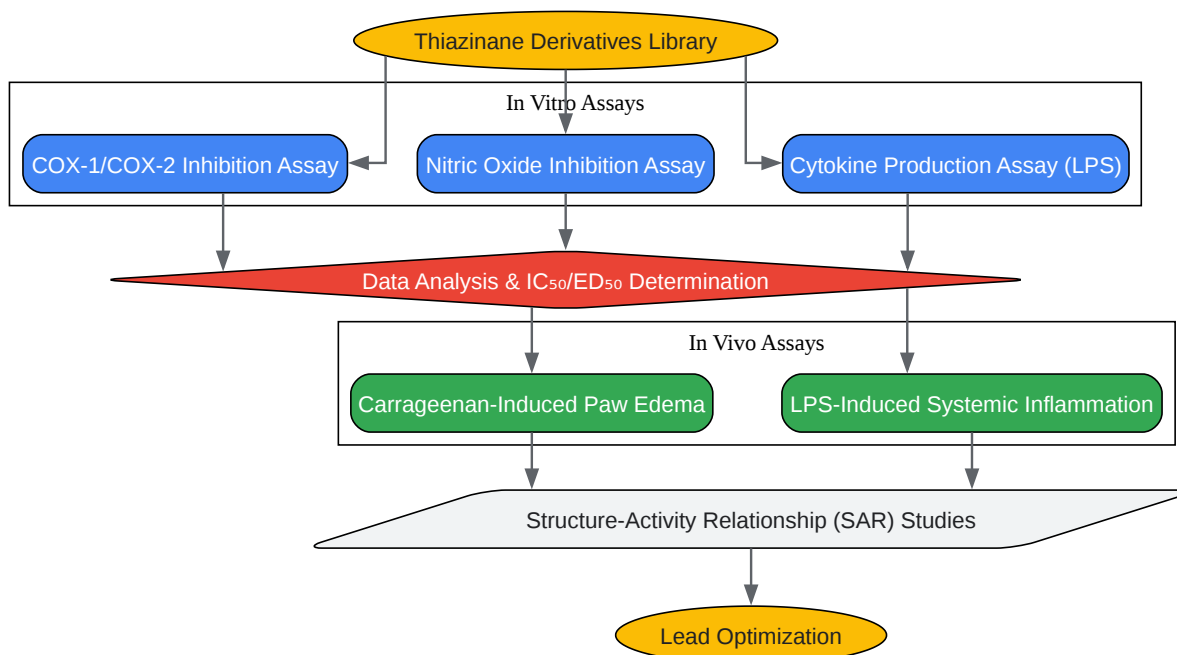 Thiazinane Derivatives Library
In Vitro Assays
COX-1/COX-2 Inhibition Assay
Nitric Oxide Inhibition Assay
Cytokine Production Assay (LPS)
Data Analysis & IC₅₀/ED₅₀ Determination
In Vivo Assays
Carrageenan-Induced Paw Edema
LPS-Induced Systemic Inflammation
Structure-Activity Relationship (SAR) Studies
Lead Optimization